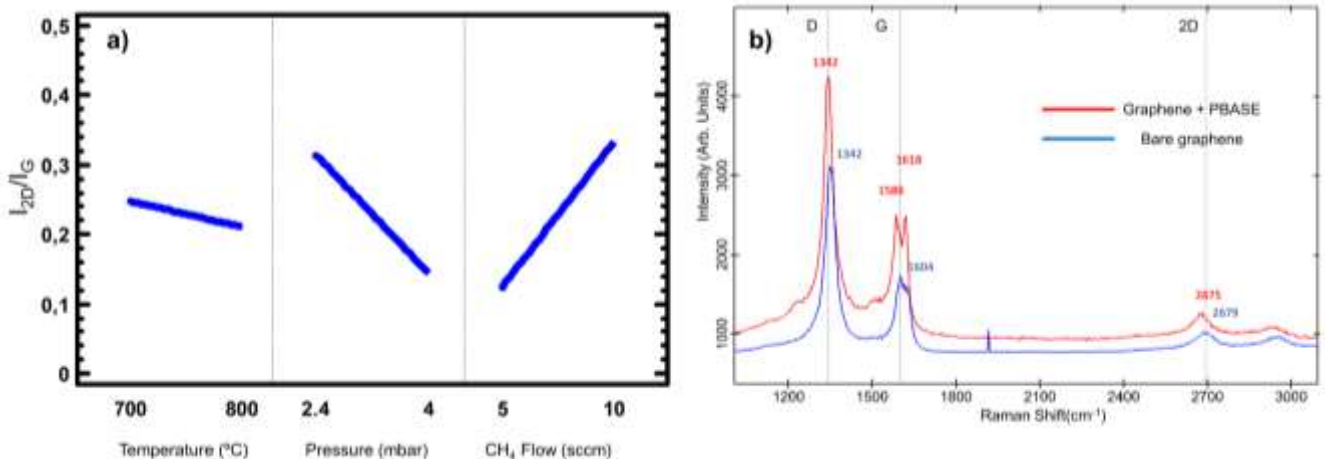 a)
I2D/IG
0,5
0,4
0,3
0,2
0,1
0
700
800
2.4
4
5
10
Temperature (ºC)
Pressure (mbar)
CH4 Flow (sccm)
b)
D
G
2D
Intensity (Arb. Units)
4000
3000
2000
1000
1342
1342
1618
1588
1604
2675
2679
Graphene + PBASE
Bare graphene
1200
1500
1800
2100
2400
2700
3000
Raman Shift(cm-1)